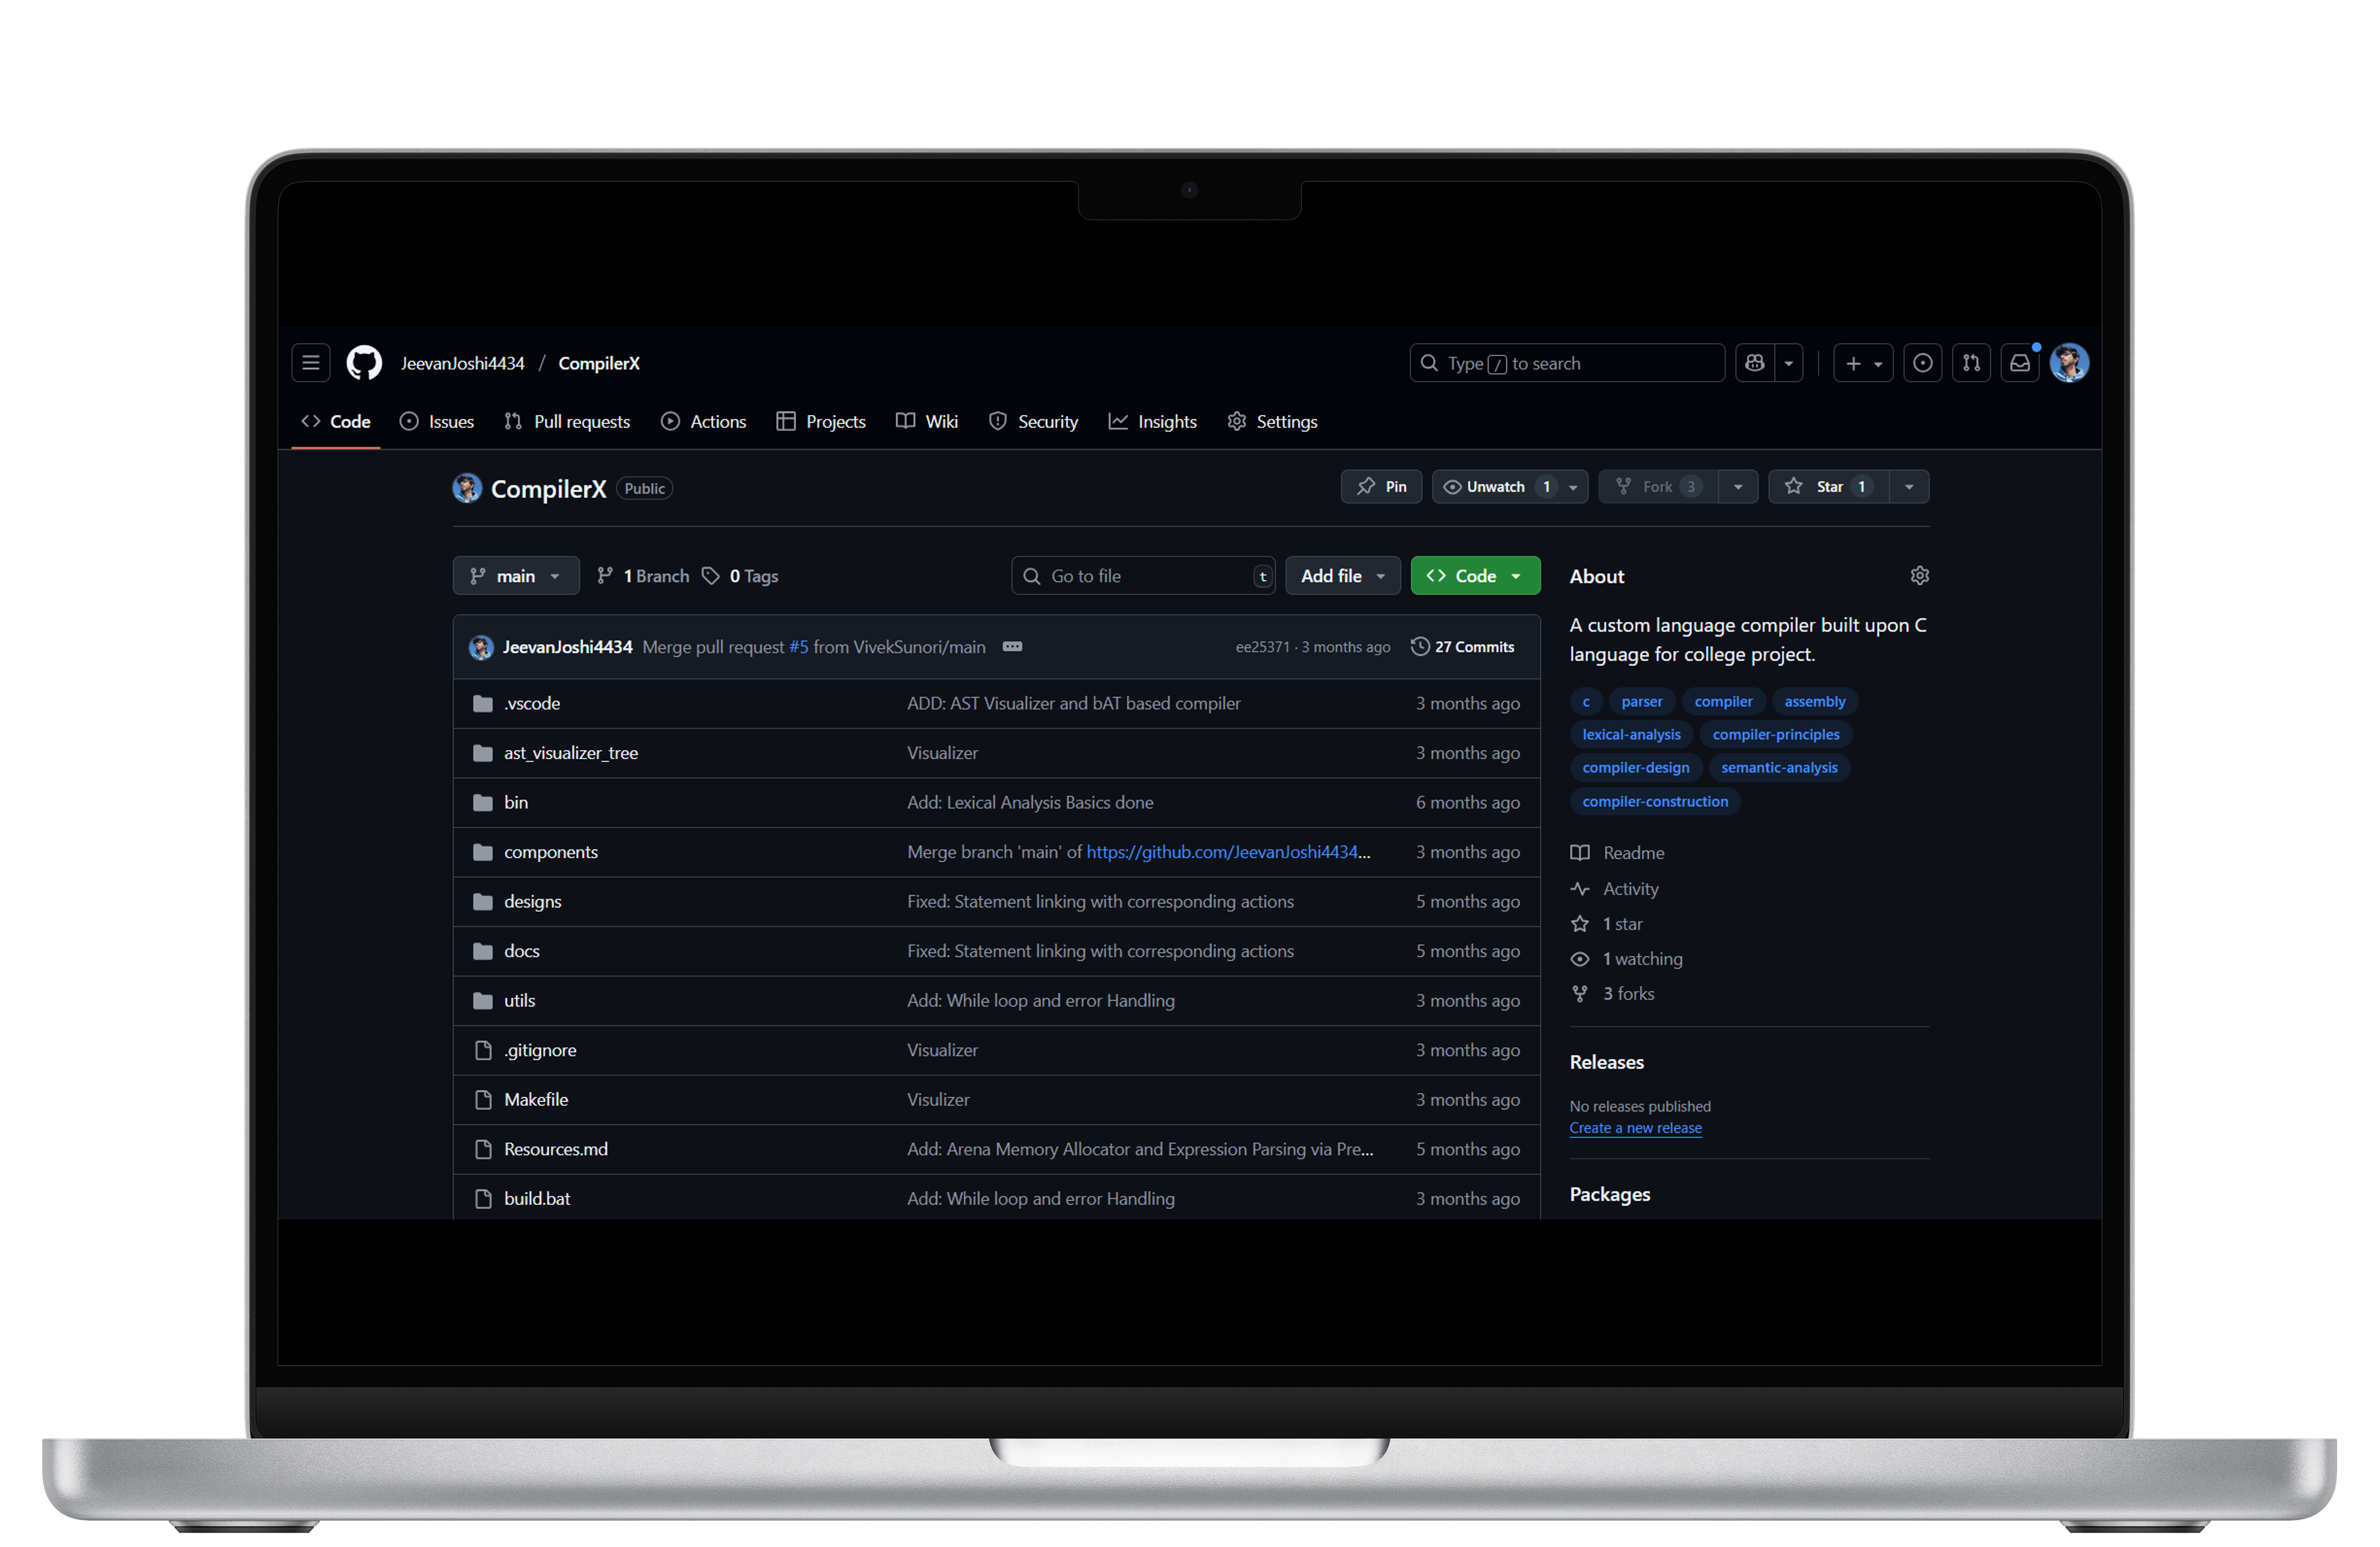 JeevanJoshi4434 / CompilerX Type / to search
Code Issues Pull requests Actions Projects Wiki Security Insights Settings
CompilerX Public Pin Unwatch 1 Fork 3 Star 1
main 1 Branch 0 Tags Go to file t Add file Code
JeevanJoshi4434 Merge pull request #5 from VivekSunori/main ee25371 · 3 months ago 27 Commits
.vscode ADD: AST Visualizer and bAT based compiler 3 months ago
ast_visualizer_tree Visualizer 3 months ago
bin Add: Lexical Analysis Basics done 6 months ago
components Merge branch 'main' of https://github.com/JeevanJoshi4434... 3 months ago
designs Fixed: Statement linking with corresponding actions 5 months ago
docs Fixed: Statement linking with corresponding actions 5 months ago
utils Add: While loop and error Handling 3 months ago
.gitignore Visualizer 3 months ago
Makefile Visulizer 3 months ago
Resources.md Add: Arena Memory Allocator and Expression Parsing via Pre... 5 months ago
build.bat Add: While loop and error Handling 3 months ago
About
A custom language compiler built upon C
language for college project.
c parser compiler assembly
lexical-analysis compiler-principles
compiler-design semantic-analysis
compiler-construction
Readme
Activity
1 star
1 watching
3 forks
Releases
No releases published
Create a new release
Packages